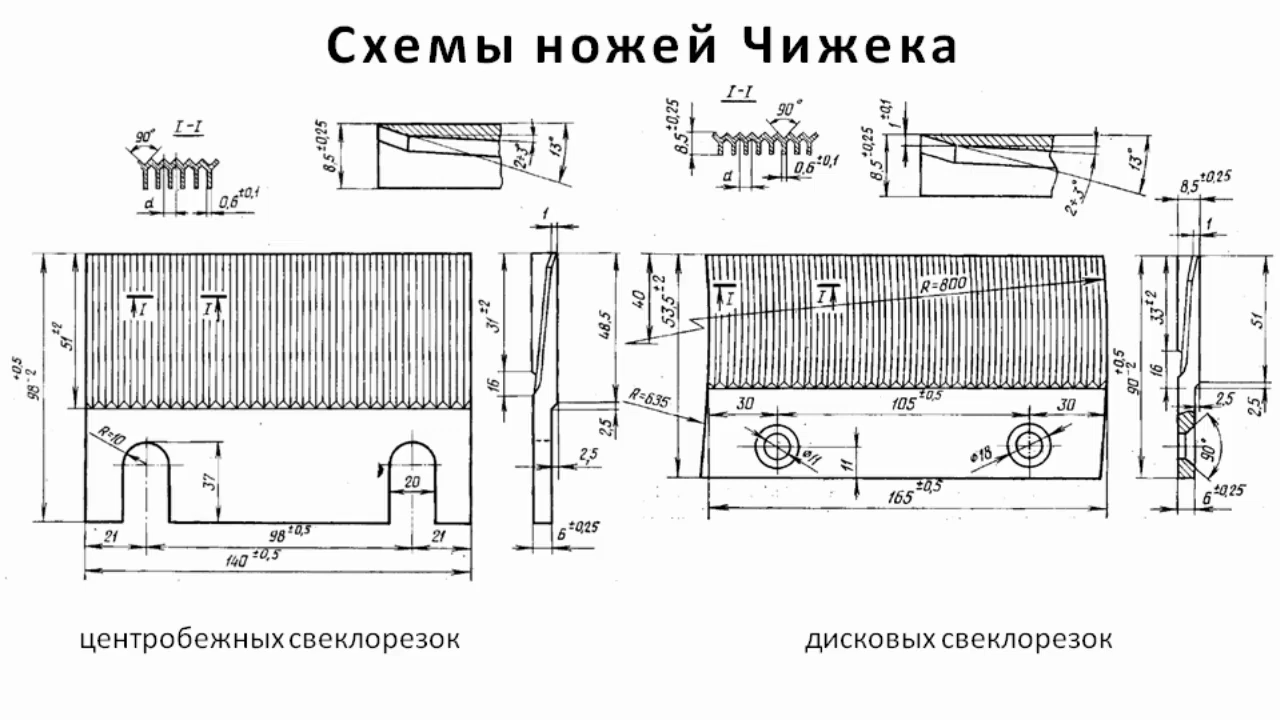 Схемы ножей Чижека
I-I
90°
d
0,6±0,1
8,5±0,25
2÷3°
13°
I-I
90°
8,5±0,25
d
0,6±0,1
1±0,1
8,5±0,25
2÷3°
13°
98+0,5-2
51±2
I
I
R=10
37
20
21
98±0,5
21
140±0,5
1
31±2
16
48,5
2,5
2,5
6±0,25
40
53,5±2
I
I
R=800
R=635
30
105±0,5
30
ø11
11
ø18
165±0,5
8,5±0,25
1
90+0,5-2
33±2
16
51
2,5
2,5
90°
6±0,25
центробежных свеклорезок
дисковых свеклорезок